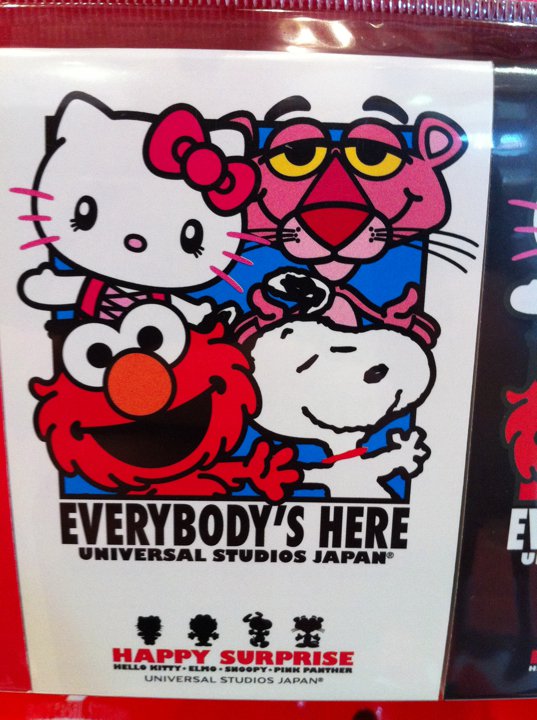 EVERYBODY'S HERE
UNIVERSAL STUDIOS JAPAN®
HAPPY SURPRISE
HELLO KITTY • ELMO • SNOOPY • PINK PANTHER
UNIVERSAL STUDIOS JAPAN®